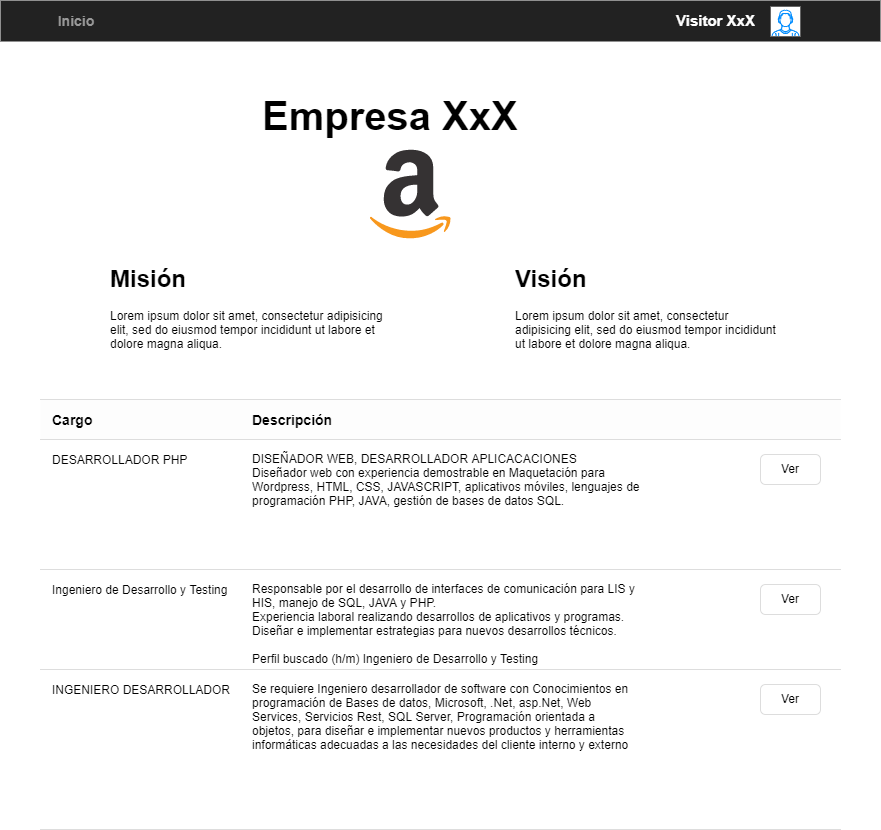 Inicio
Visitor XxX
Empresa XxX
a
Misión
Lorem ipsum dolor sit amet, consectetur adipisicing
elit, sed do eiusmod tempor incididunt ut labore et
dolore magna aliqua.
Visión
Lorem ipsum dolor sit amet, consectetur
adipisicing elit, sed do eiusmod tempor incididunt
ut labore et dolore magna aliqua.
Cargo Descripción
DESARROLLADOR PHP
DISEÑADOR WEB, DESARROLLADOR APLICACACIONES
Diseñador web con experiencia demostrable en Maquetación para
Wordpress, HTML, CSS, JAVASCRIPT, aplicativos móviles, lenguajes de
programación PHP, JAVA, gestión de bases de datos SQL.
Ver
Ingeniero de Desarrollo y Testing
Responsable por el desarrollo de interfaces de comunicación para LIS y
HIS, manejo de SQL, JAVA y PHP.
Experiencia laboral realizando desarrollos de aplicativos y programas.
Diseñar e implementar estrategias para nuevos desarrollos técnicos.
Perfil buscado (h/m) Ingeniero de Desarrollo y Testing
Ver
INGENIERO DESARROLLADOR
Se requiere Ingeniero desarrollador de software con Conocimientos en
programación de Bases de datos, Microsoft, .Net, asp.Net, Web
Services, Servicios Rest, SQL Server, Programación orientada a
objetos, para diseñar e implementar nuevos productos y herramientas
informáticas adecuadas a las necesidades del cliente interno y externo
Ver